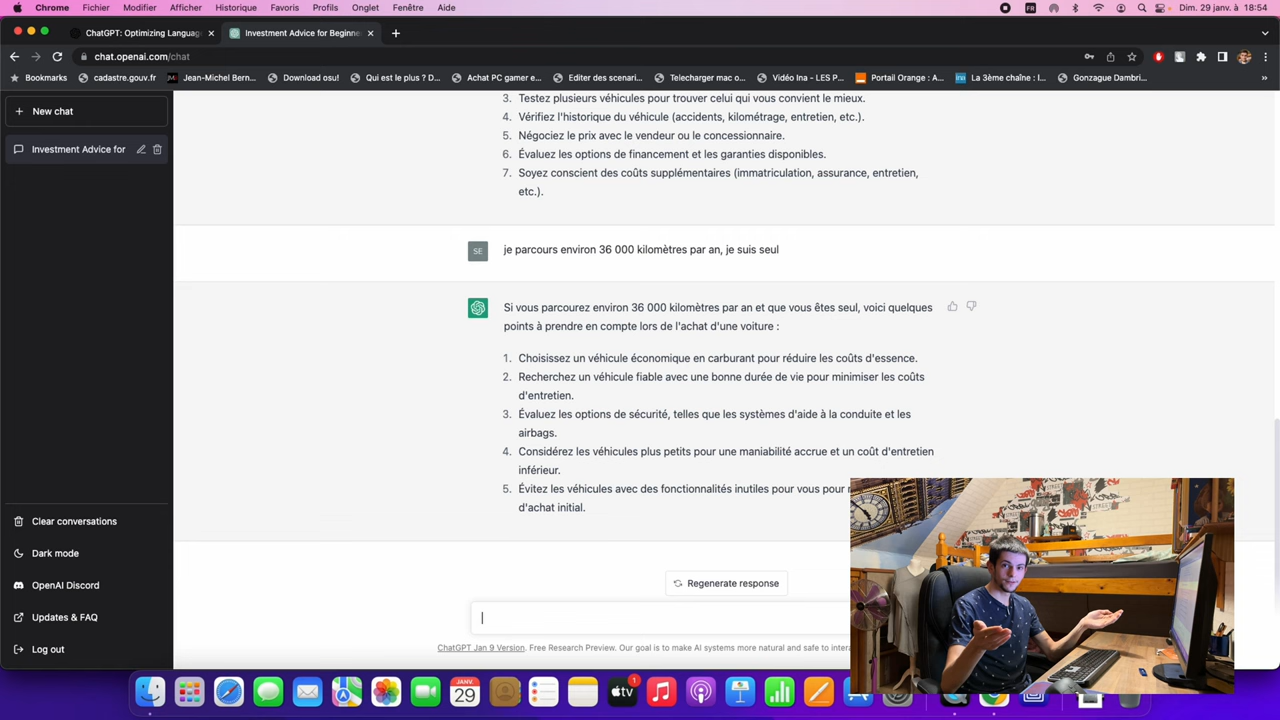 Chrome Fichier Modifier Afficher Historique Favoris Profils Onglet Fenêtre Aide FR Dim. 29 janv. à 18:54
ChatGPT: Optimizing Languag
Investment Advice for Beginne
chat.openai.com/chat
Bookmarks cadastre.gouv.fr Jean-Michel Bern... Download osu! Qui est le plus ? D... Achat PC gamer e... Editer des scenari... Telecharger mac o... Vidéo Ina - LES P... Portail Orange : A... La 3ème chaîne : l... Gonzague Dambri... »
New chat
Investment Advice for
3. Testez plusieurs véhicules pour trouver celui qui vous convient le mieux.
4. Vérifiez l'historique du véhicule (accidents, kilométrage, entretien, etc.).
5. Négociez le prix avec le vendeur ou le concessionnaire.
6. Évaluez les options de financement et les garanties disponibles.
7. Soyez conscient des coûts supplémentaires (immatriculation, assurance, entretien,
etc.).
SE je parcours environ 36 000 kilomètres par an, je suis seul
Si vous parcourez environ 36 000 kilomètres par an et que vous êtes seul, voici quelques
points à prendre en compte lors de l'achat d'une voiture :
1. Choisissez un véhicule économique en carburant pour réduire les coûts d'essence.
2. Recherchez un véhicule fiable avec une bonne durée de vie pour minimiser les coûts
d'entretien.
3. Évaluez les options de sécurité, telles que les systèmes d'aide à la conduite et les
airbags.
4. Considérez les véhicules plus petits pour une maniabilité accrue et un coût d'entretien
inférieur.
5. Évitez les véhicules avec des fonctionnalités inutiles pour vous pour
d'achat initial.
Clear conversations
Dark mode
OpenAI Discord
Updates & FAQ
Log out
Regenerate response
ChatGPT Jan 9 Version. Free Research Preview. Our goal is to make AI systems more natural and safe to
JANV.
29
tv
1